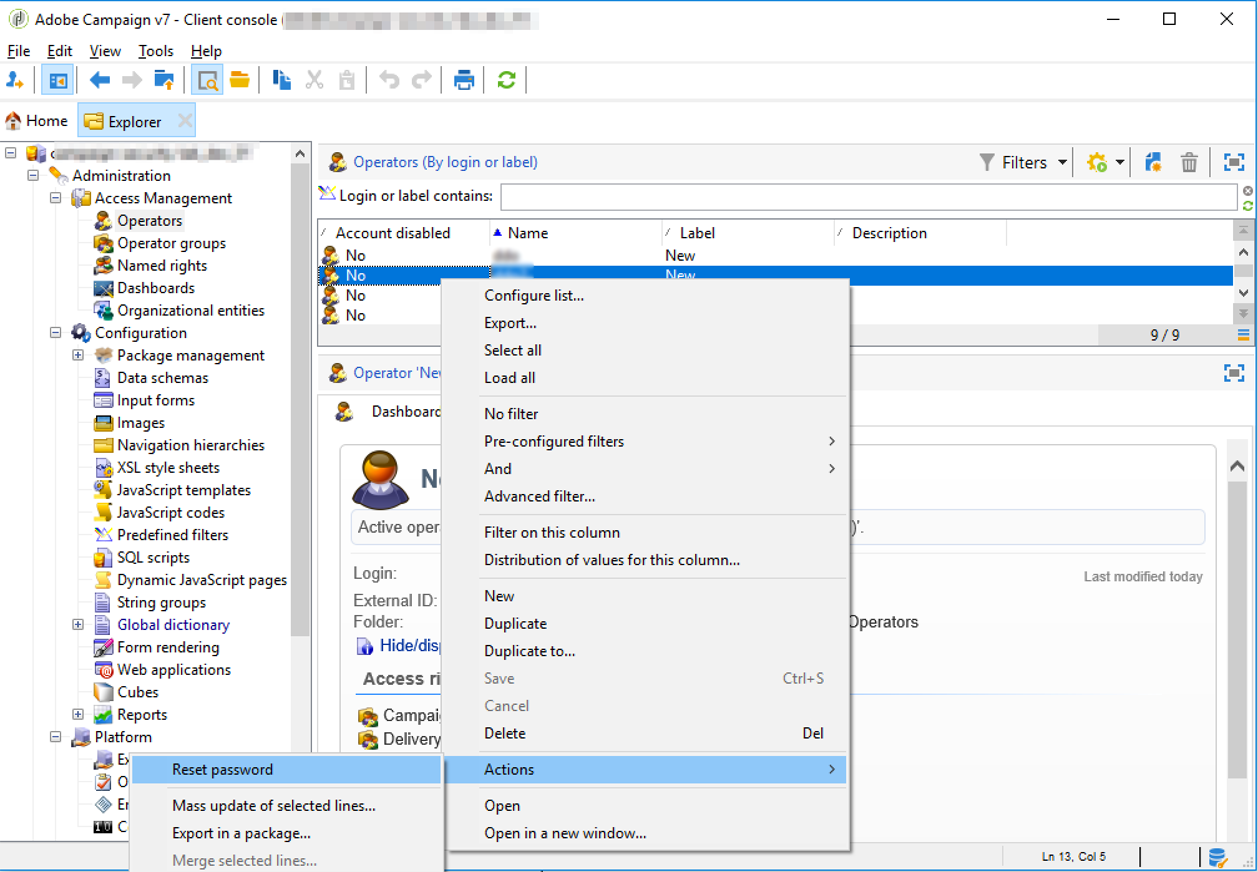 Adobe Campaign v7 - Client console (
File Edit View Tools Help
Home Explorer
Administration
Access Management
Operators
Operator groups
Named rights
Dashboards
Organizational entities
Configuration
Package management
Data schemas
Input forms
Images
Navigation hierarchies
XSL style sheets
JavaScript templates
JavaScript codes
Predefined filters
SQL scripts
Dynamic JavaScript pages
String groups
Global dictionary
Form rendering
Web applications
Cubes
Reports
Platform
Operators (By login or label) Filters
Login or label contains:
Account disabled Name Label Description
No New
No New
No
No
9 / 9
Operator 'New
Dashboard
Active oper )'.
Login: Last modified today
External ID:
Folder: Operators
Hide/disp
Access ri
Campai
Delivery
Configure list...
Export...
Select all
Load all
No filter
Pre-configured filters
And
Advanced filter...
Filter on this column
Distribution of values for this column...
New
Duplicate
Duplicate to...
Save Ctrl+S
Cancel
Delete Del
Actions
Open
Open in a new window...
Reset password
Mass update of selected lines...
Export in a package...
Merge selected lines...
Ln 13, Col 5